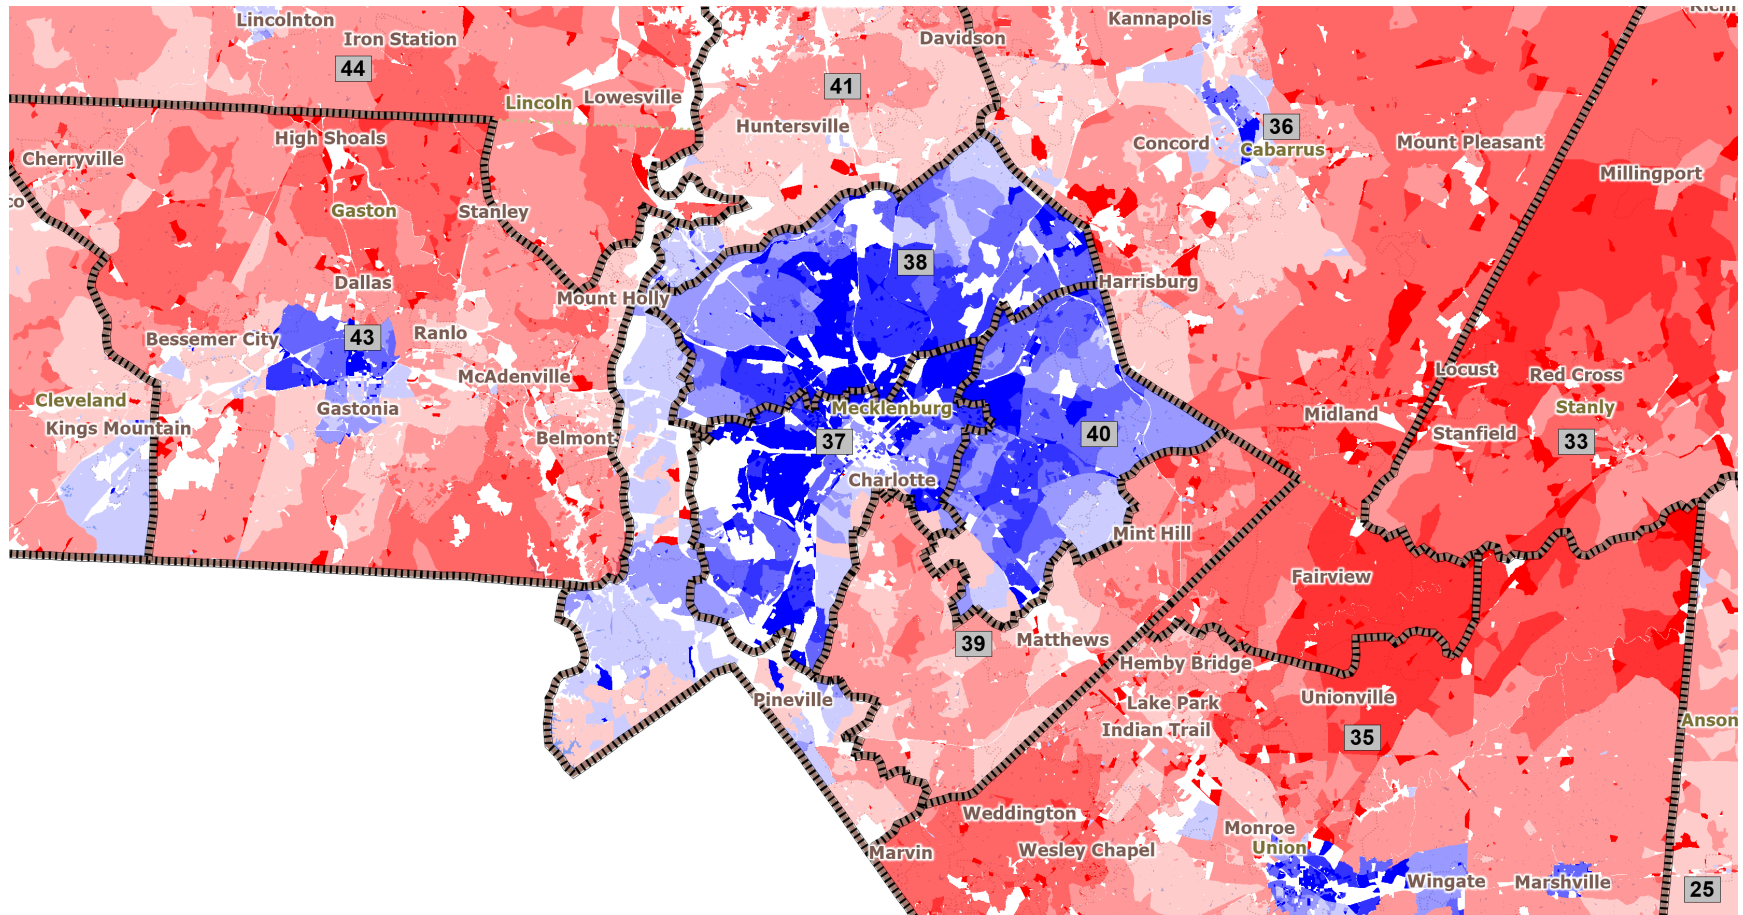 Lincolnton
Kannapolis
Iron Station
Davidson
44
41
Lincoln
Lowesville
Huntersville
36
High Shoals
Concord
Cabarrus
Mount Pleasant
Cherryville
Millingport
co
Gaston
Stanley
38
Dallas
Harrisburg
Mount Holly
Bessemer City
43
Ranlo
McAdenville
Locust
Red Cross
Cleveland
Gastonia
Mecklenburg
Midland
Stanly
Kings Mountain
Belmont
37
40
Stanfield
33
Charlotte
Mint Hill
Fairview
39
Matthews
Hemby Bridge
Pineville
Lake Park
Unionville
Indian Trail
35
Anson
Weddington
Monroe
Union
Marvin
Wesley Chapel
Wingate
Marshville
25